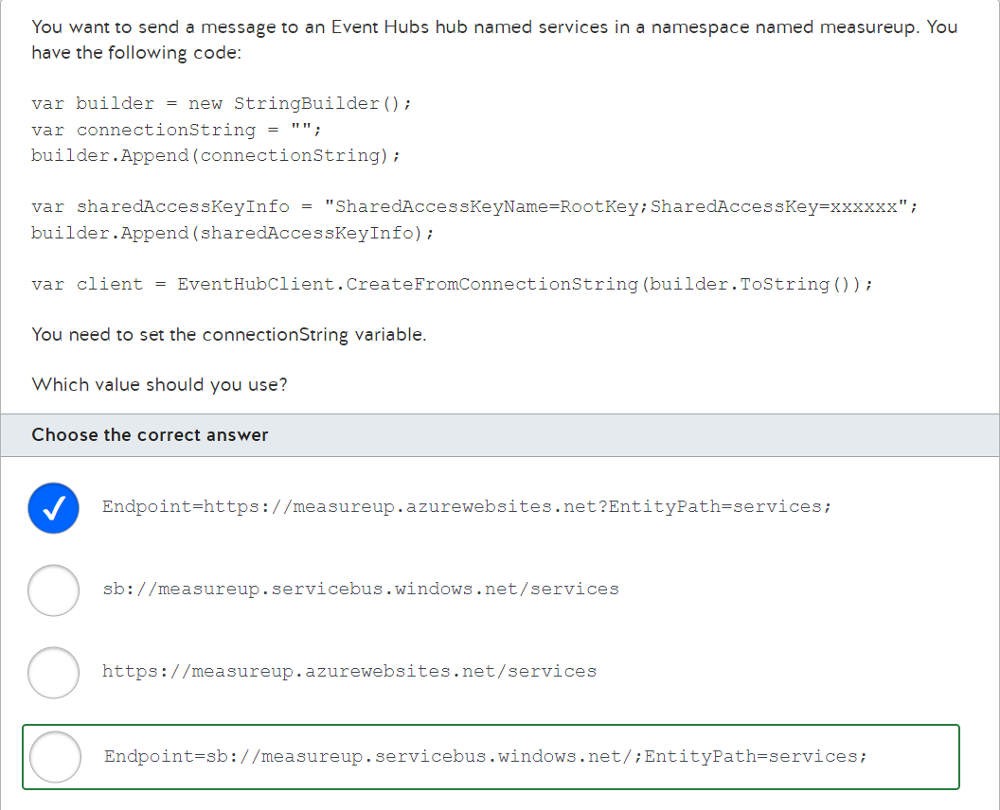 You want to send a message to an Event Hubs hub named services in a namespace named measureup. You
have the following code:
var builder = new StringBuilder();
var connectionString = "";
builder.Append(connectionString);
var sharedAccessKeyInfo = "SharedAccessKeyName=RootKey;SharedAccessKey=xxxxxx";
builder.Append(sharedAccessKeyInfo);
var client = EventHubClient.CreateFromConnectionString(builder.ToString());
You need to set the connectionString variable.
Which value should you use?
Choose the correct answer
Endpoint=https://measureup.azurewebsites.net?EntityPath=services;
sb://measureup.servicebus.windows.net/services
https://measureup.azurewebsites.net/services
Endpoint=sb://measureup.servicebus.windows.net/;EntityPath=services;